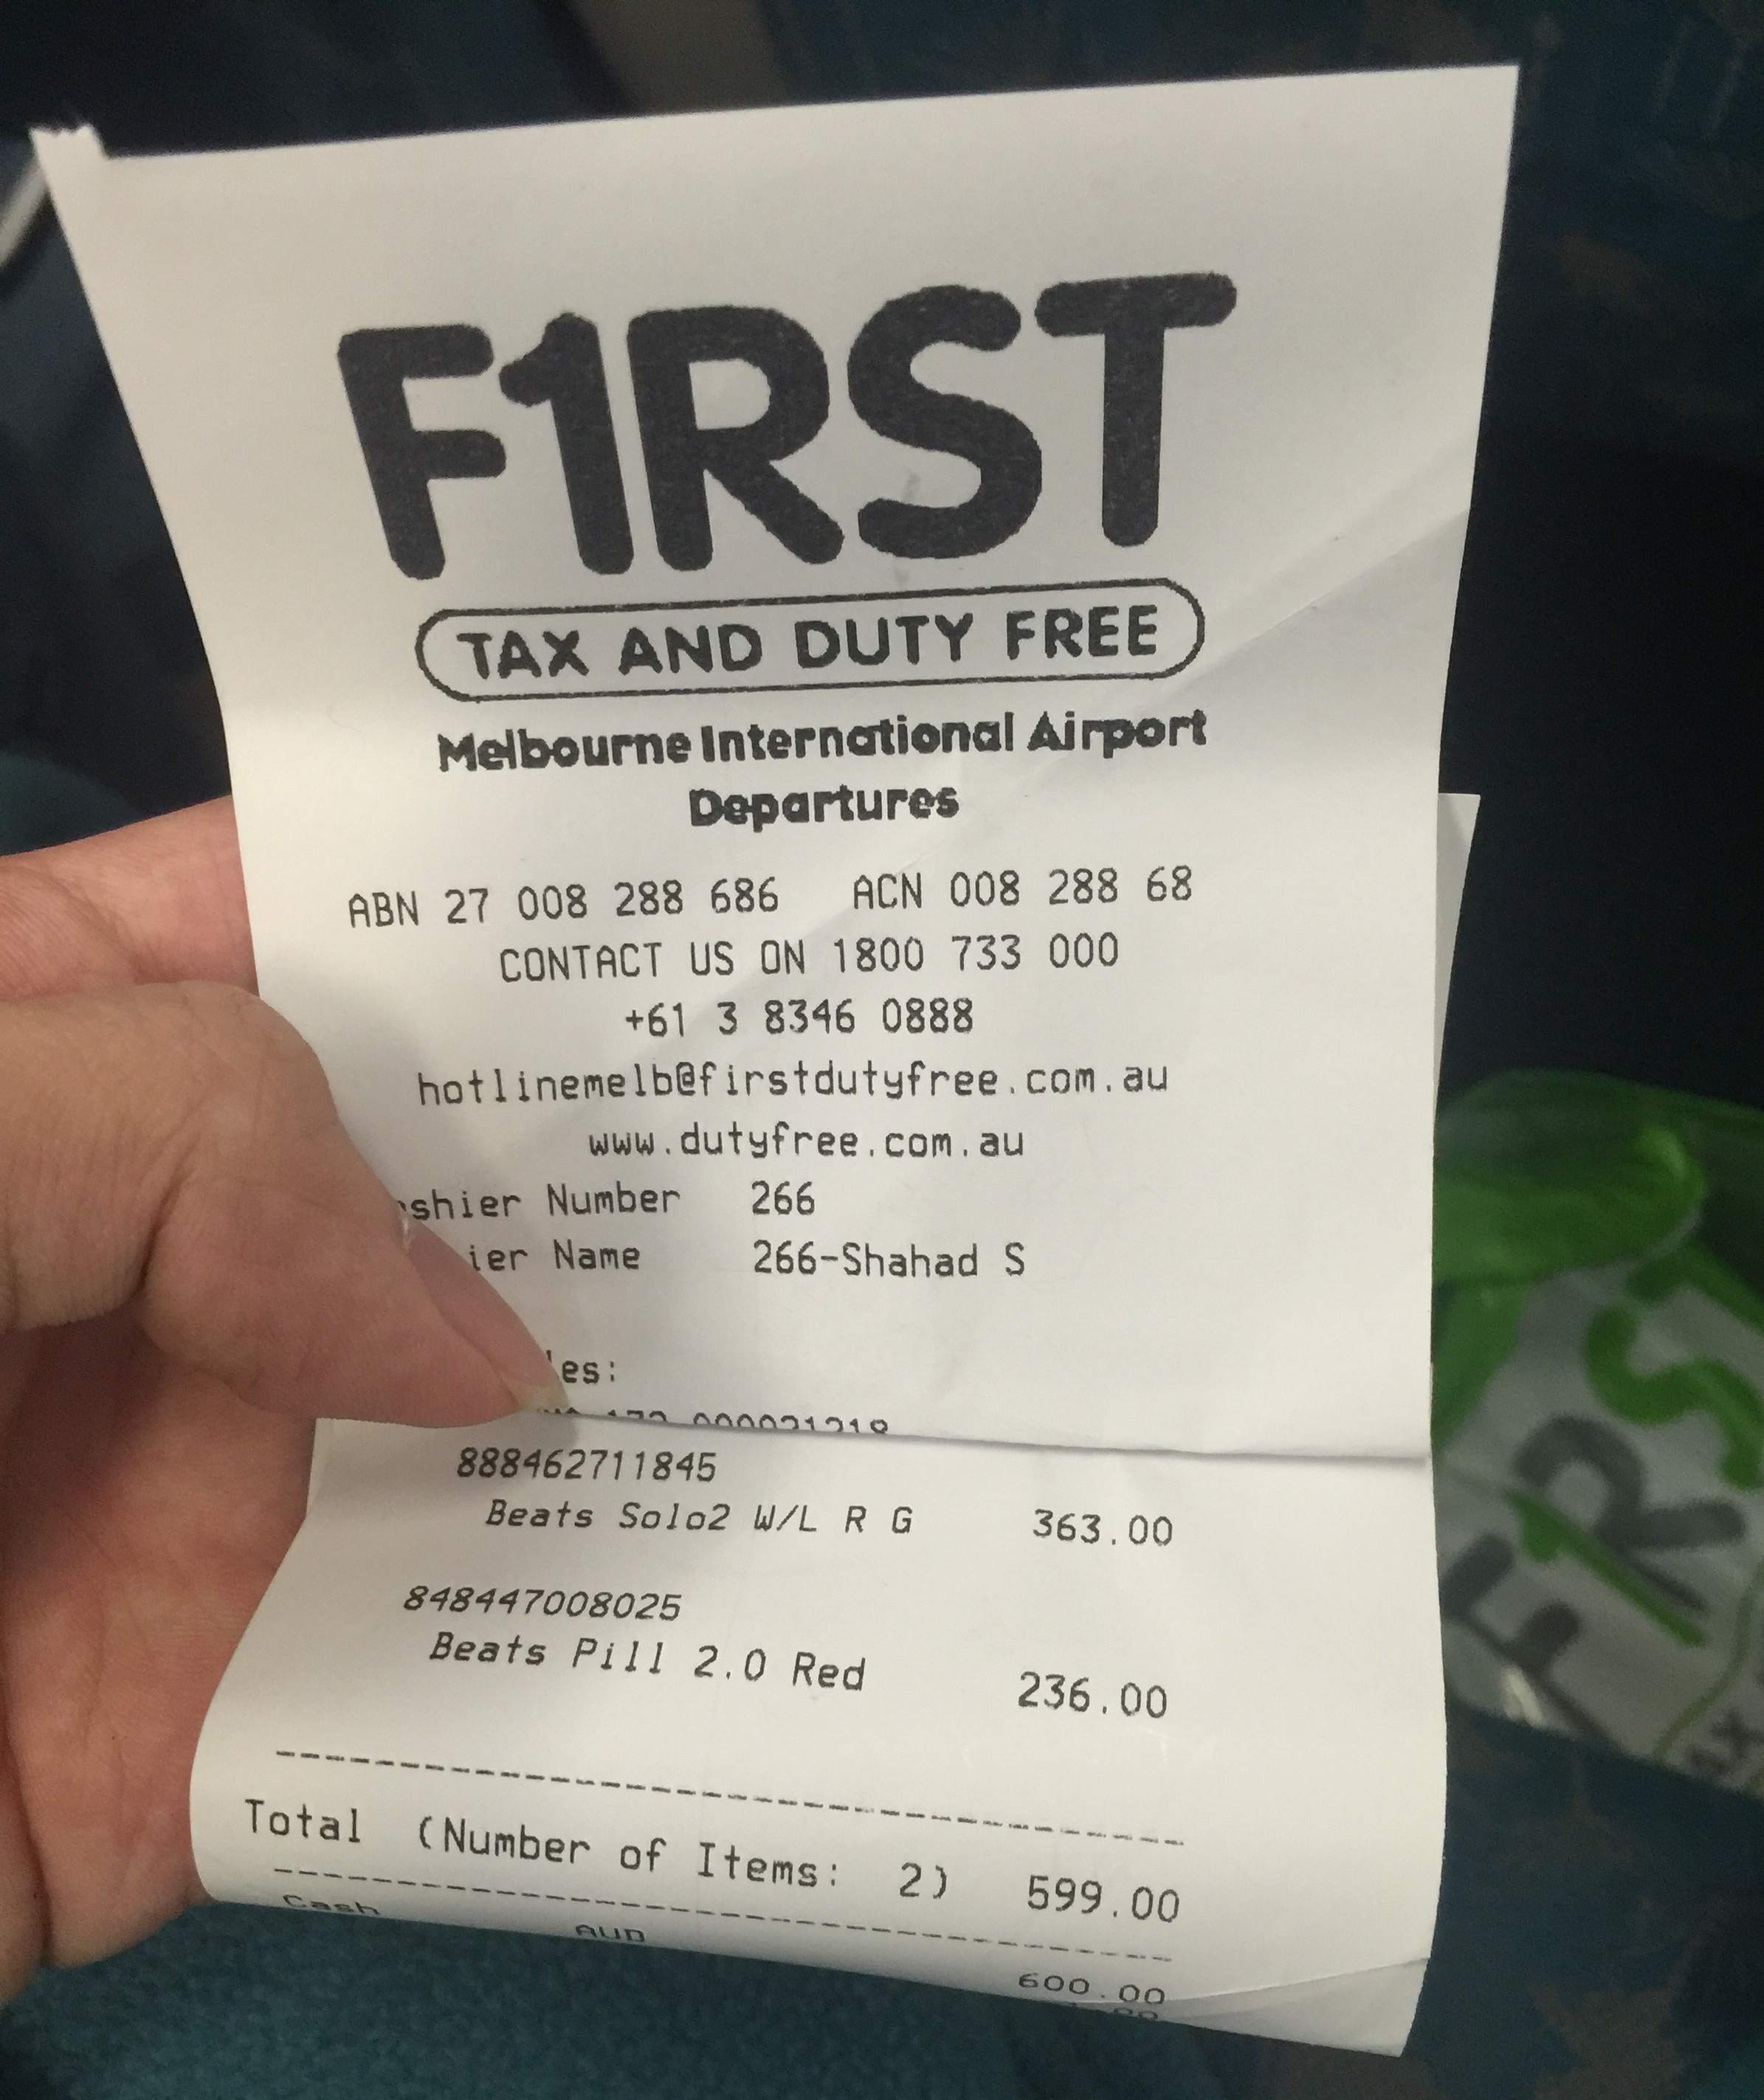 F1RST
TAX AND DUTY FREE
Melbourne International Airport
Departures
ABN 27 008 288 686 ACN 008 288 68
CONTACT US ON 1800 733 000
+61 3 8346 0888
hotlinemelb@firstdutyfree.com.au
www.dutyfree.com.au
shier Number 266
ier Name 266-Shahad S
les:
888462711845
Beats Solo2 W/L R G 363.00
848447008025
Beats Pill 2.0 Red 236.00
Total (Number of Items: 2) 599.00
Cash AUD 600.00